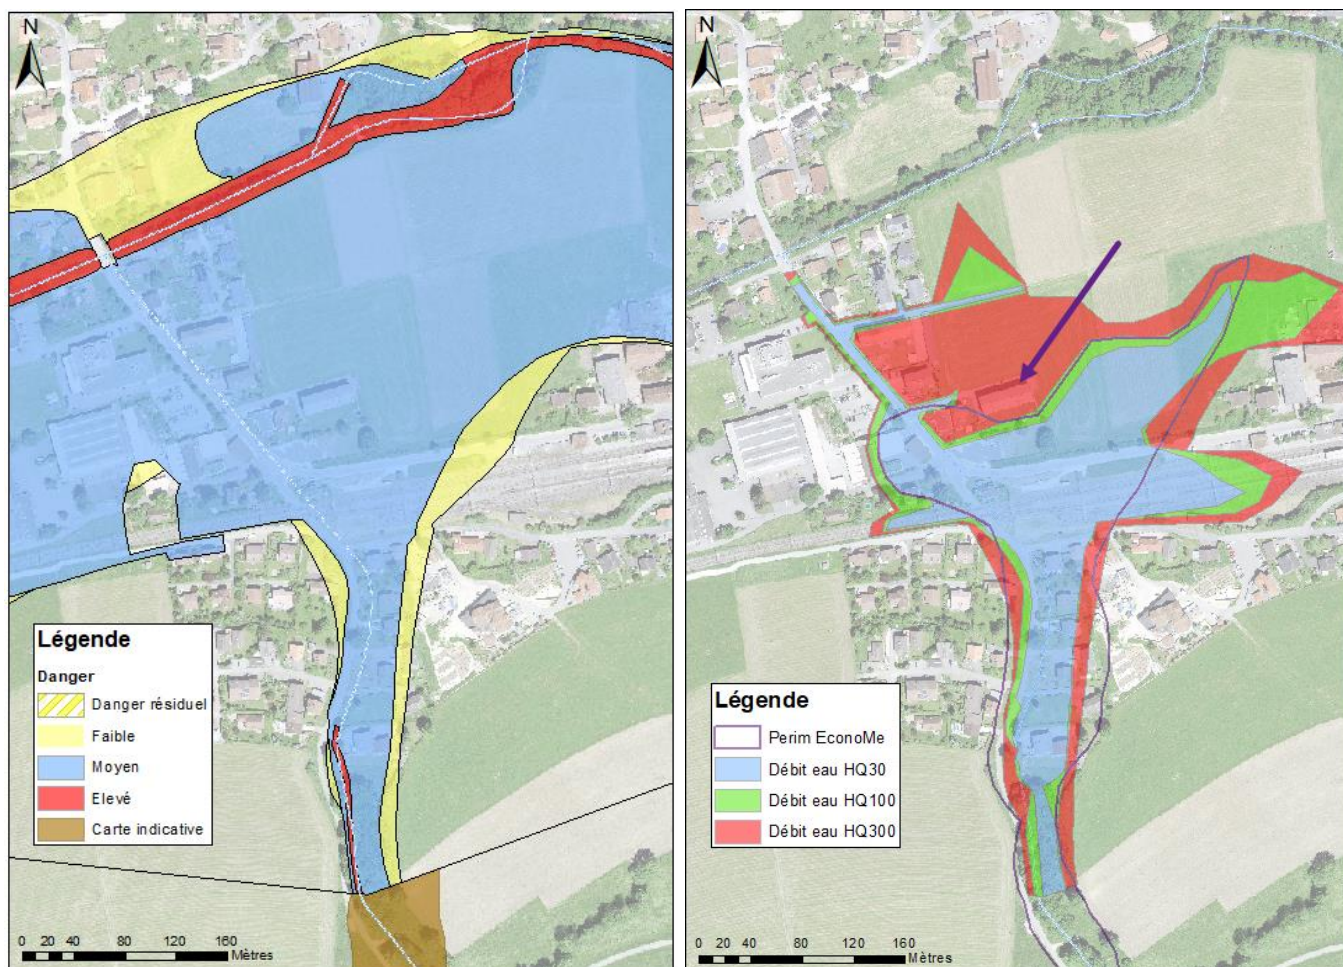 N
Légende
Danger
Danger résiduel
Faible
Moyen
Elevé
Carte indicative
0 20 40 80 120 160
Mètres
N
Légende
Perim EconoMe
Débit eau HQ30
Débit eau HQ100
Débit eau HQ300
0 20 40 80 120 160
Mètres